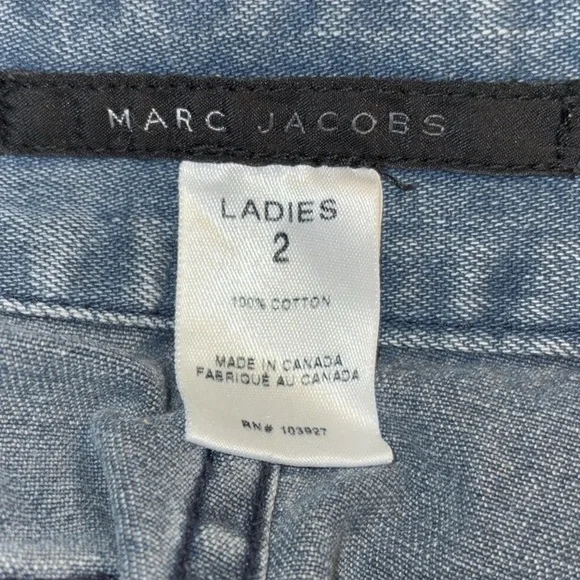 MARC JACOBS
LADIES
2
100% COTTON
MADE IN CANADA
FABRIQUÉ AU CANADA
RN# 103927